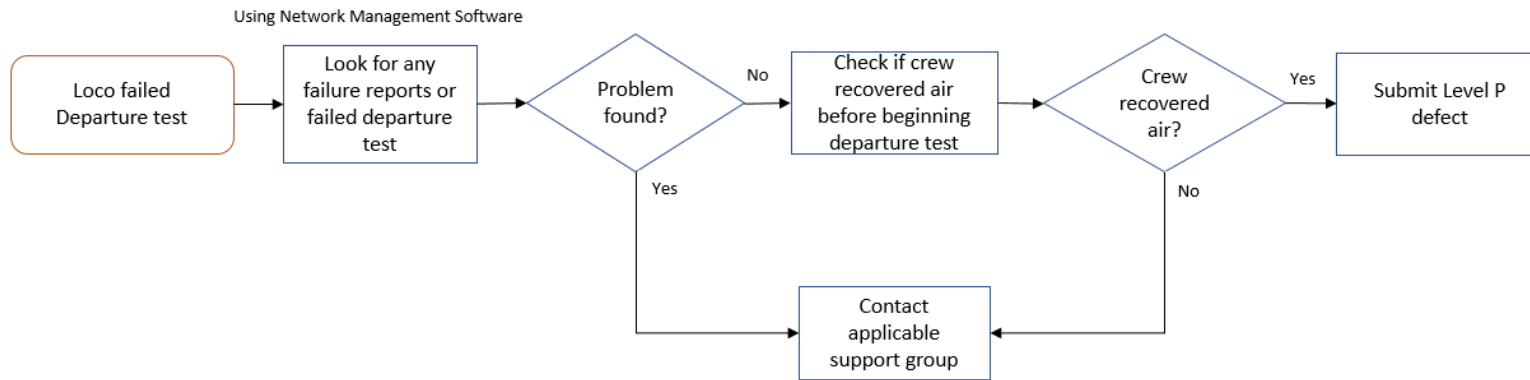 Using Network Management Software
Loco failed
Departure test
Look for any
failure reports or
failed departure
test
Problem
found?
No
Yes
Check if crew
recovered air
before beginning
departure test
Crew
recovered
air?
Yes
No
Submit Level P
defect
Contact
applicable
support group